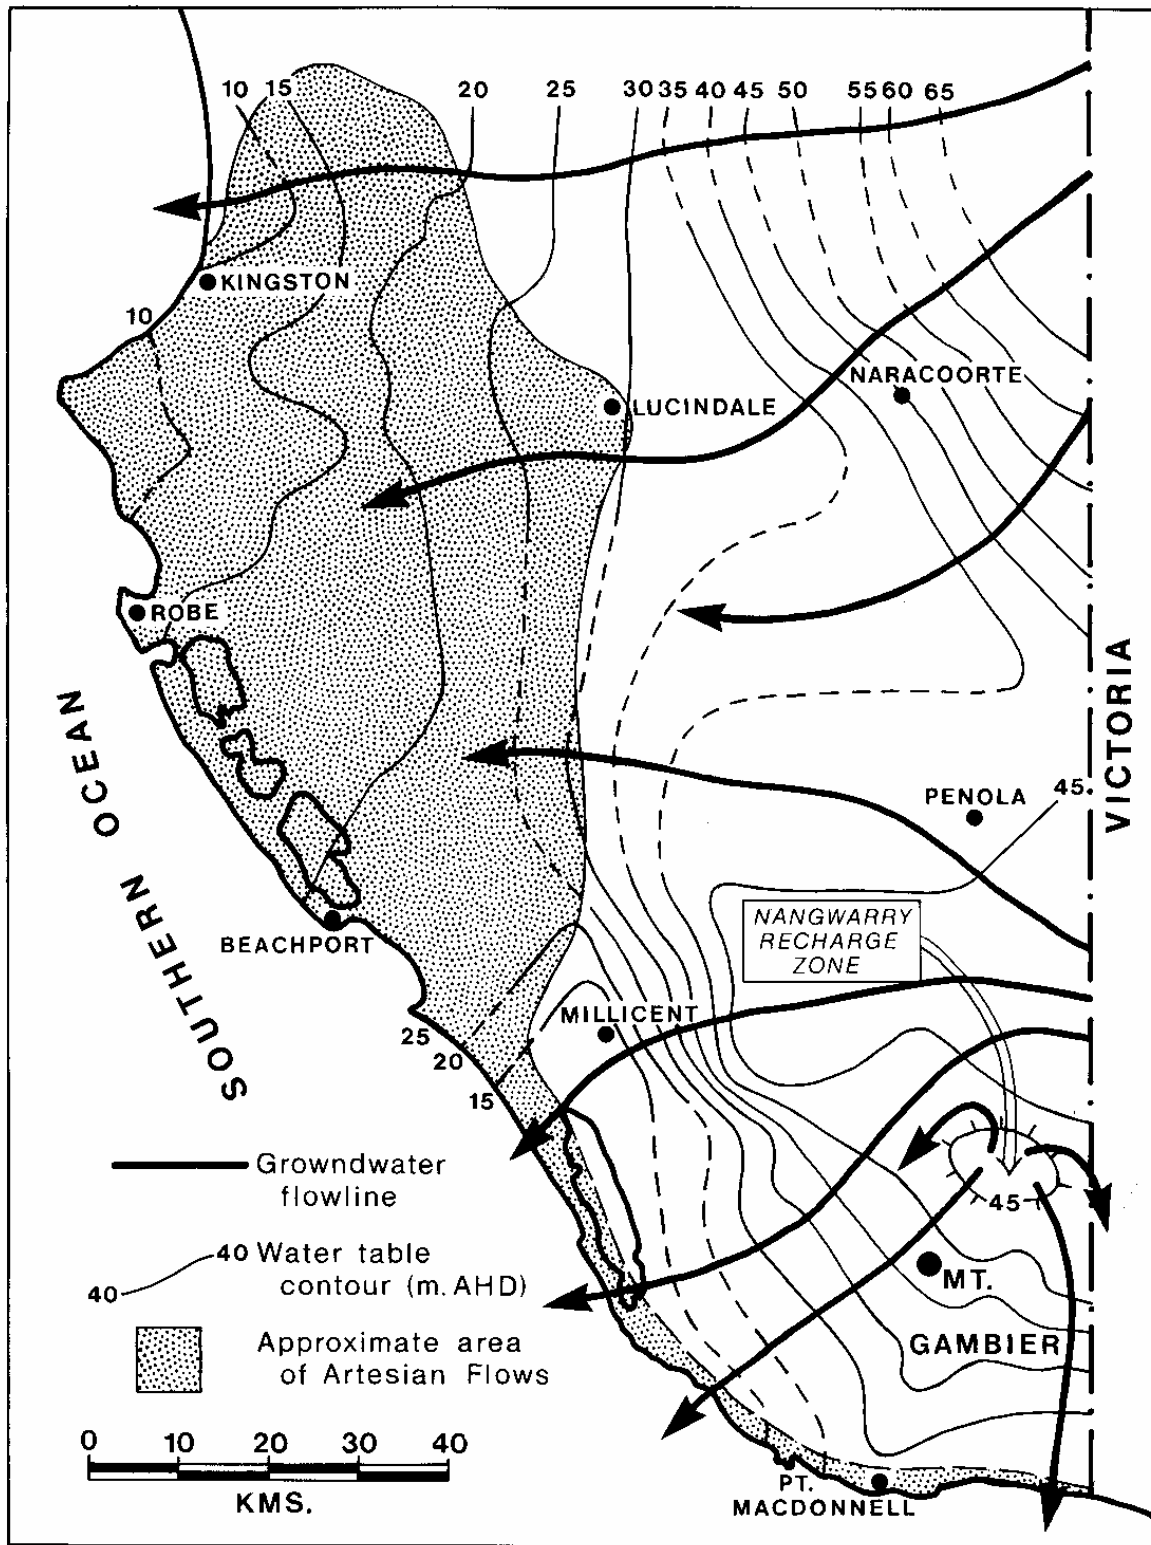 10 15 20 25 30 35 40 45 50 55 60 65
KINGSTON
10
NARACOORTE
LUCINDALE
ROBE
VICTORIA
SOUTHERN OCEAN
PENOLA
45
NANGWARRY
RECHARGE
ZONE
BEACHPORT
MILLICENT
25
20
15
45
Growndwater
flowline
40
40
Water table
contour (m. AHD)
MT.
GAMBIER
Approximate area
of Artesian Flows
0 10 20 30 40
KMS.
PT.
MACDONNELL